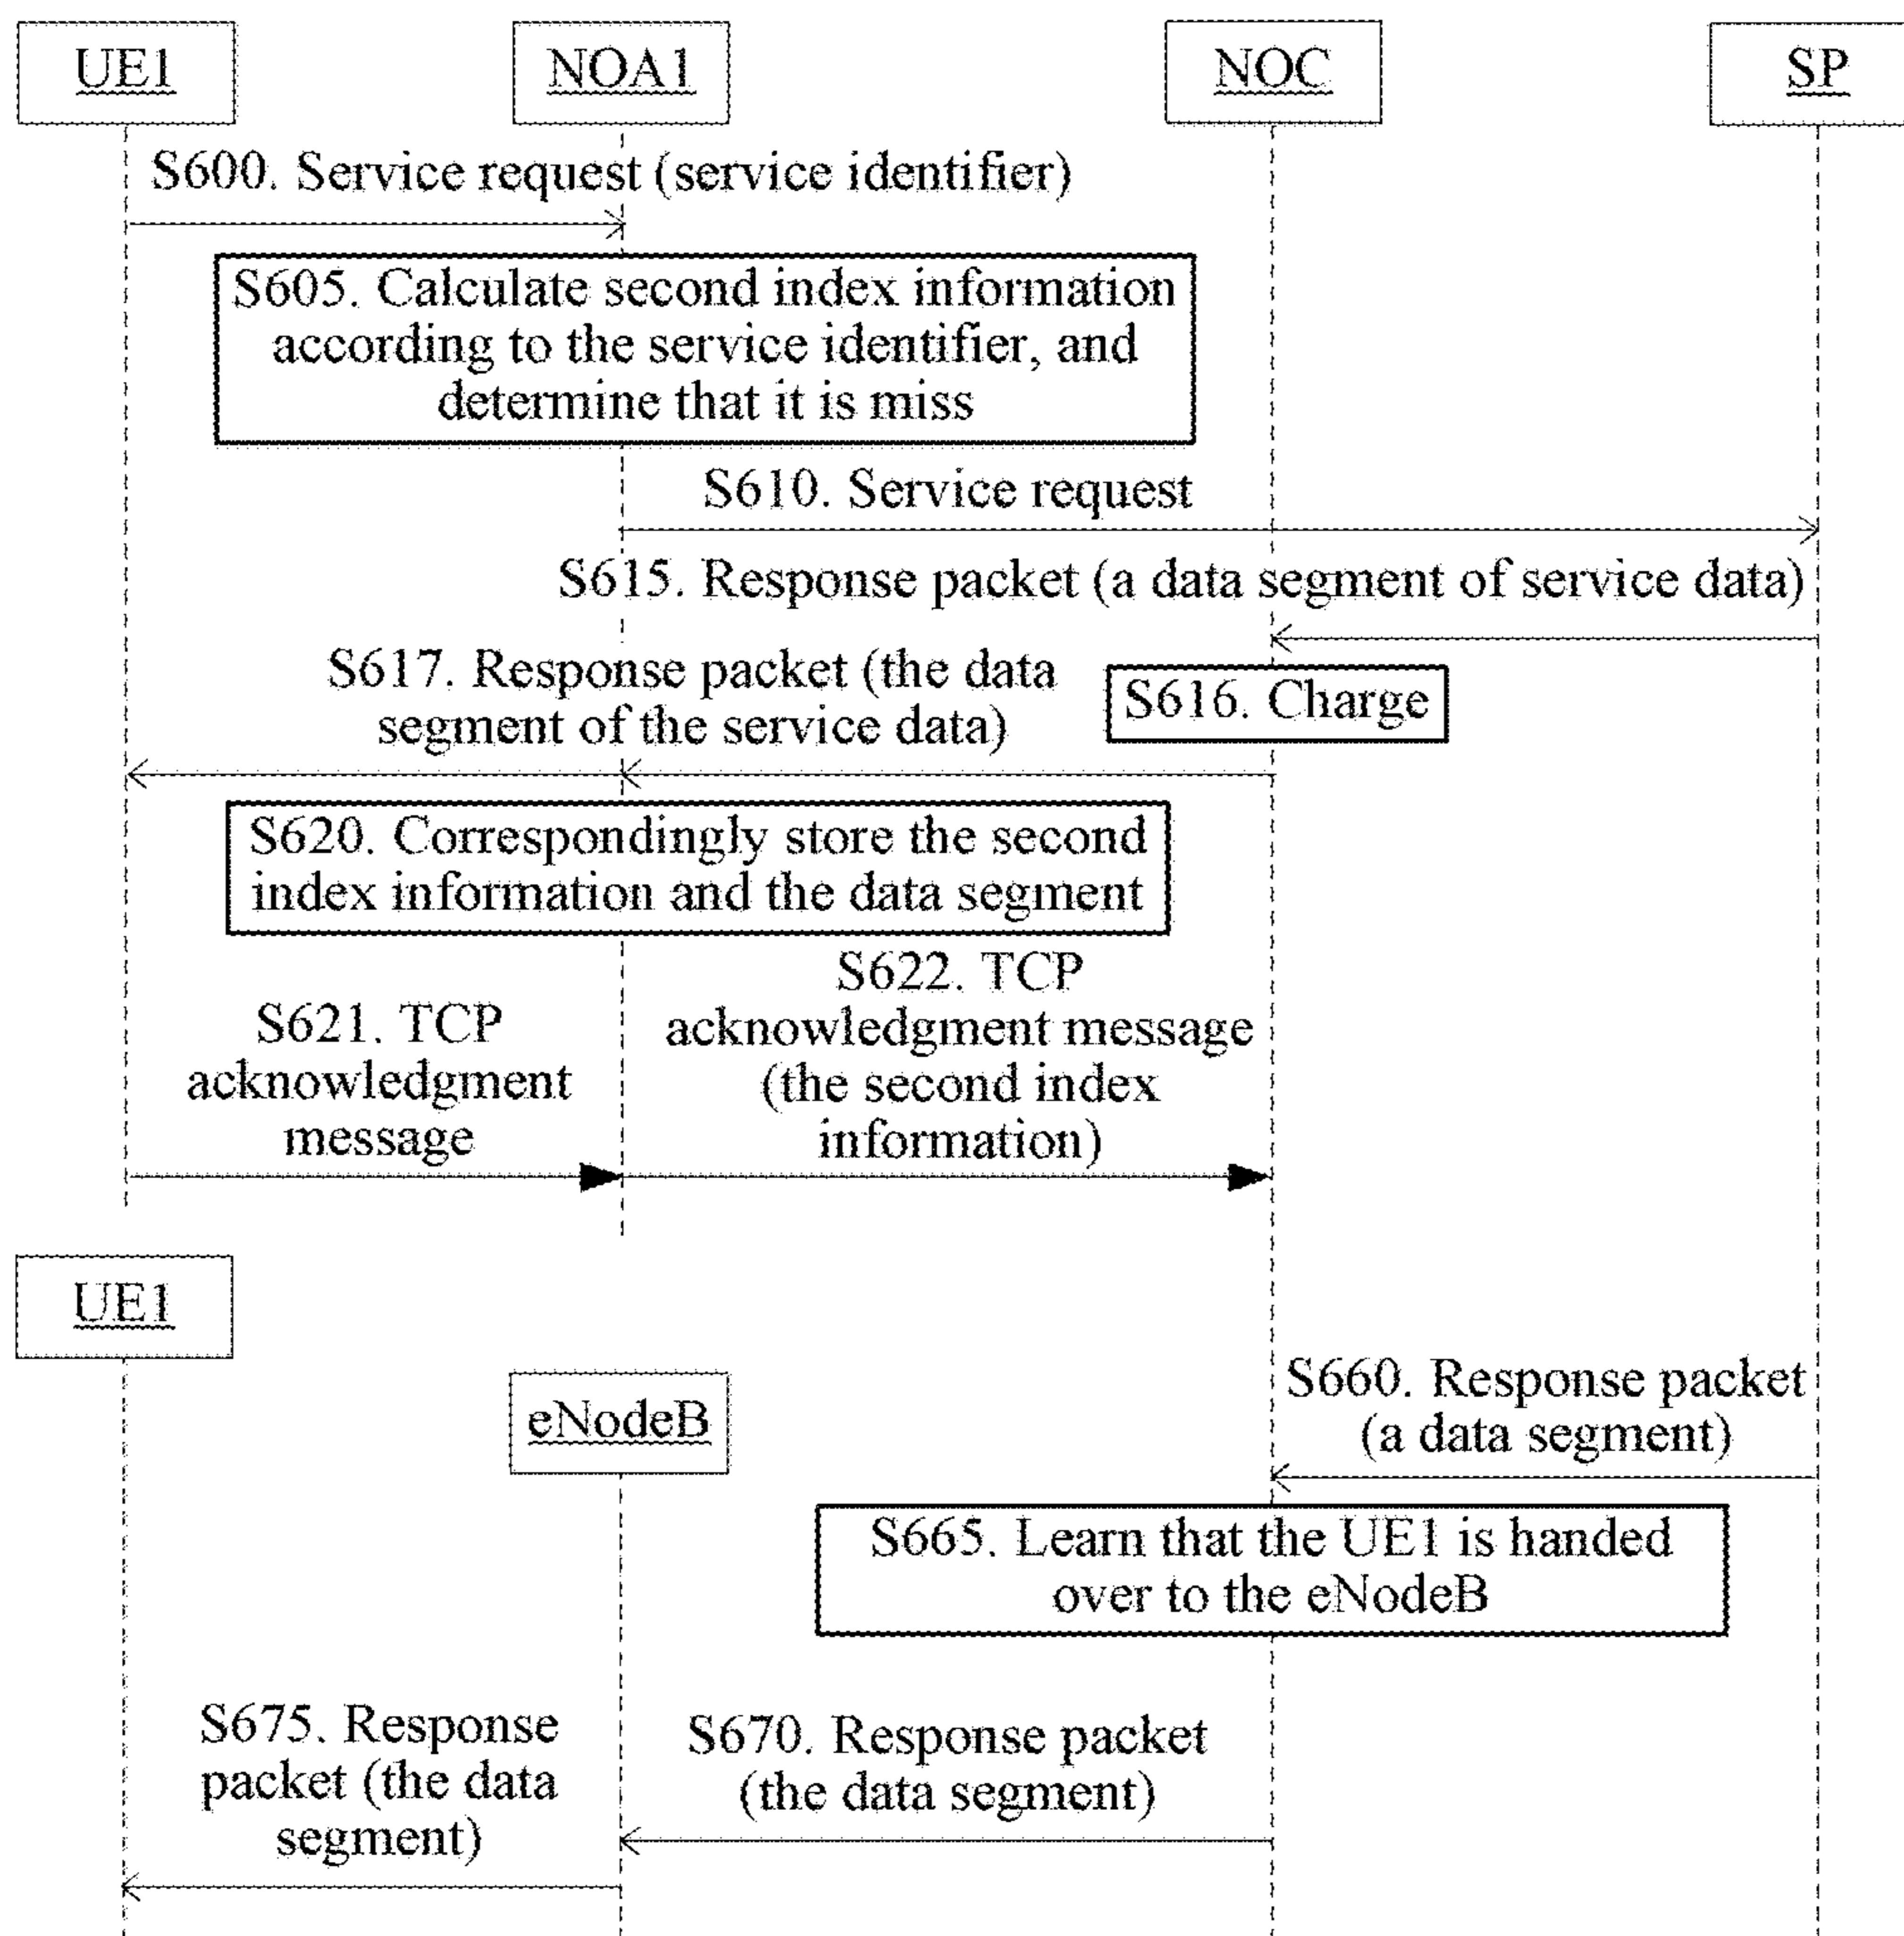 UE1
NOA1
NOC
SP
S600. Service request (service identifier)
S605. Calculate second index information
according to the service identifier, and
determine that it is miss
S610. Service request
S615. Response packet (a data segment of service data)
S617. Response packet (the data
segment of the service data)
S616. Charge
S620. Correspondingly store the second
index information and the data segment
S621. TCP
acknowledgment
message
S622. TCP
acknowledgment message
(the second index
information)
UE1
eNodeB
S660. Response packet
(a data segment)
S665. Learn that the UE1 is handed
over to the eNodeB
S675. Response
packet (the data
segment)
S670. Response packet
(the data segment)